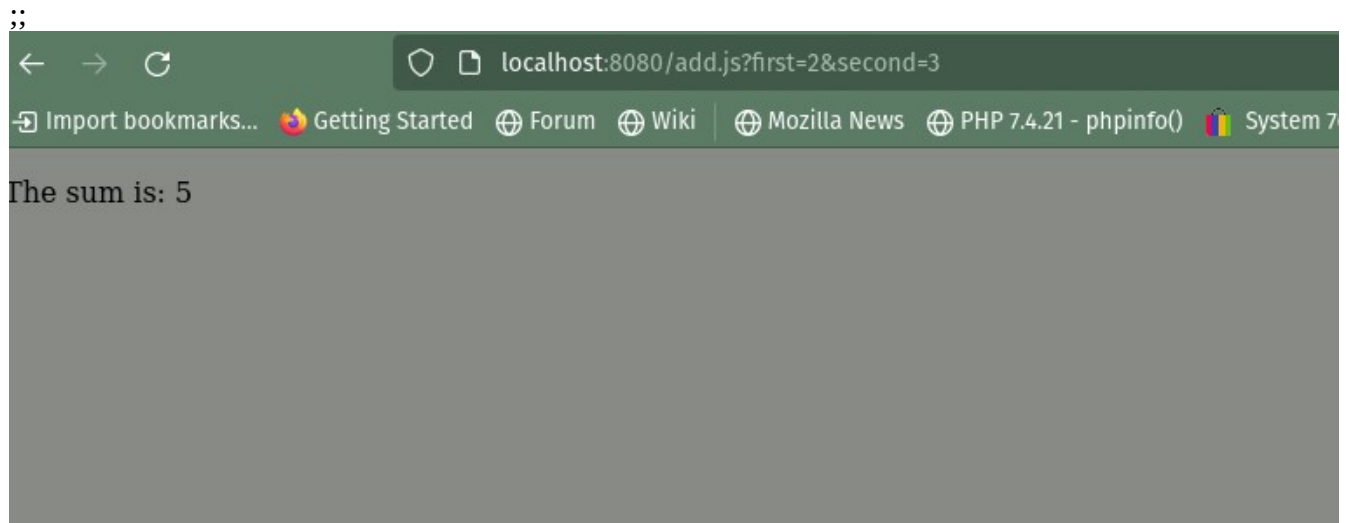 ;;
localhost:8080/add.js?first=2&second=3
Import bookmarks... Getting Started Forum Wiki Mozilla News PHP 7.4.21 - phpinfo() System 7
The sum is: 5